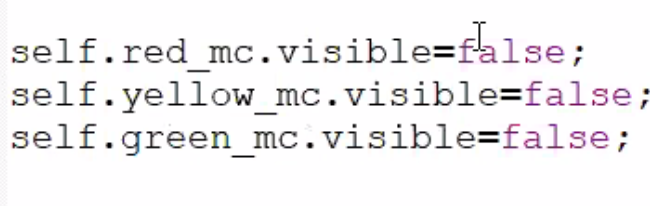 self.red_mc.visible=false;
self.yellow_mc.visible=false;
self.green_mc.visible=false;